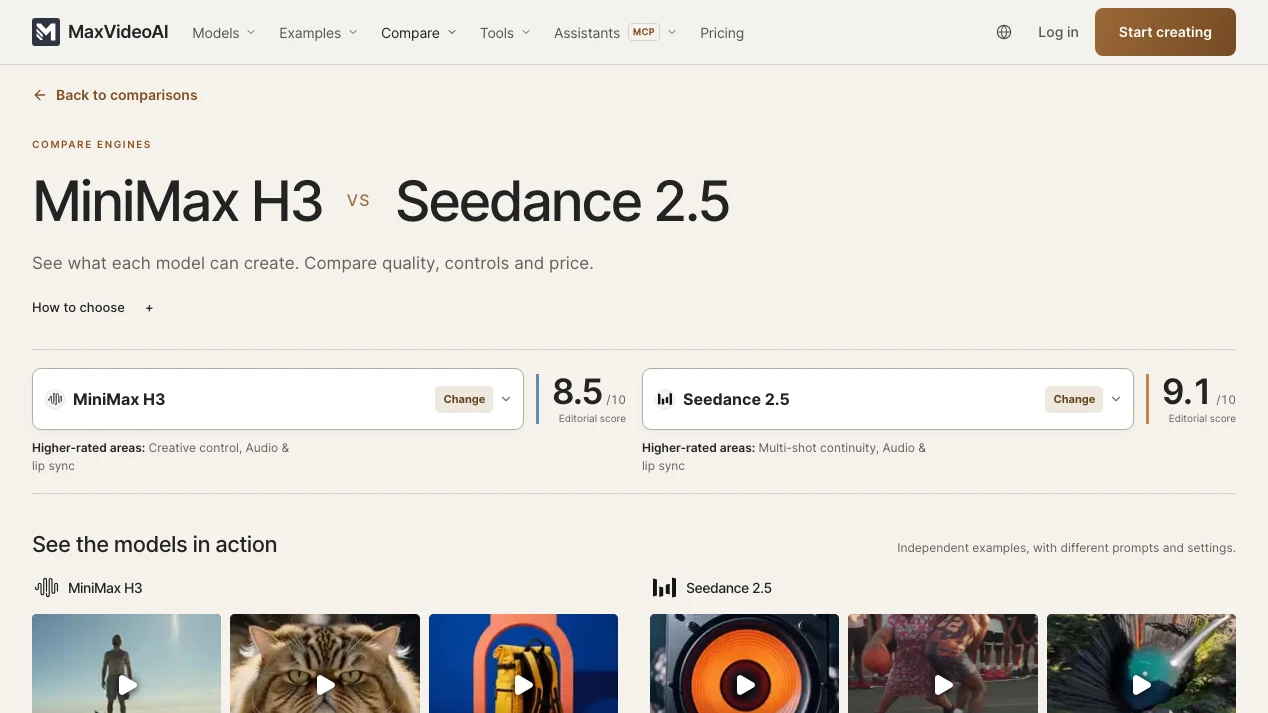 MaxVideoAI Models Examples Compare Tools Assistants MCP Pricing Log in Start creating
Back to comparisons
COMPARE ENGINES
MiniMax H3 VS Seedance 2.5
See what each model can create. Compare quality, controls and price.
How to choose +
MiniMax H3 Change 8.5 /10 Editorial score
Higher-rated areas: Creative control, Audio &
lip sync
Seedance 2.5 Change 9.1 /10 Editorial score
Higher-rated areas: Multi-shot continuity, Audio &
lip sync
See the models in action
Independent examples, with different prompts and settings.
MiniMax H3
Seedance 2.5